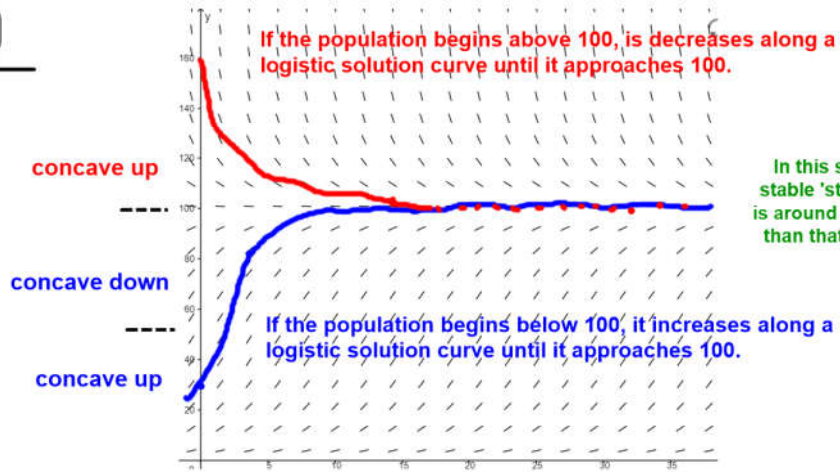 y
If the population begins above 100, is decreases along a
logistic solution curve until it approaches 100.
160
140
120
100
80
60
40
20
0
5
10
15
20
25
30
35
concave up
concave down
concave up
In this
stable
is around
than
If the population begins below 100, it increases along a
logistic solution curve until it approaches 100.